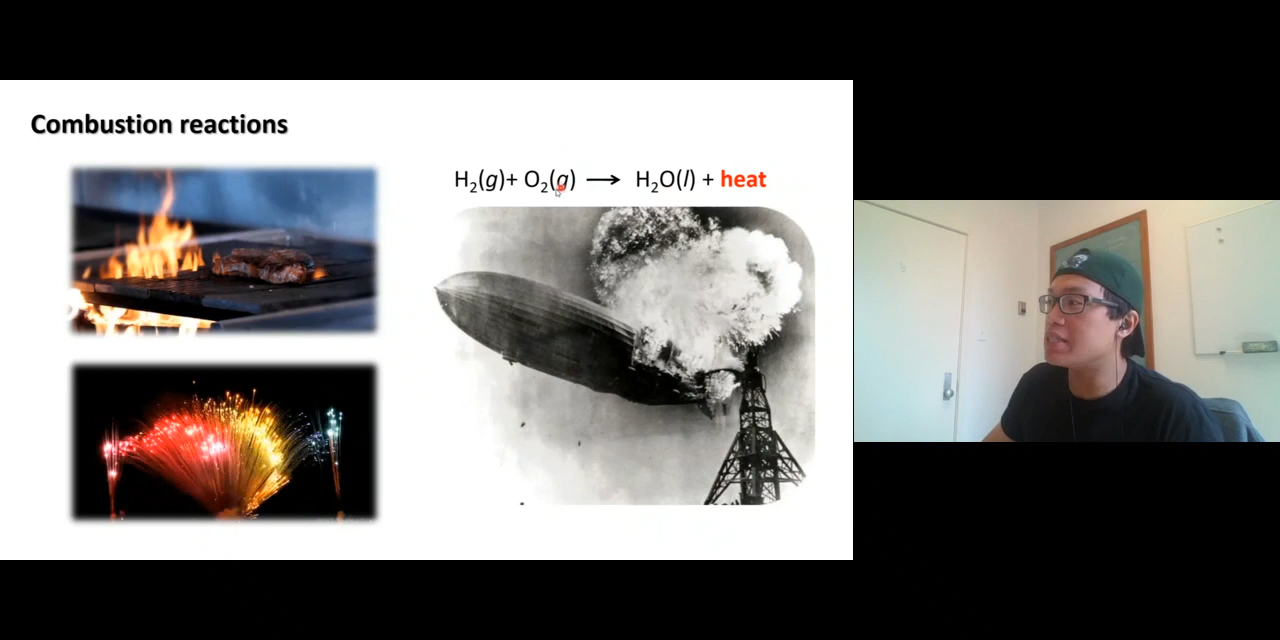 Combustion reactions
H₂(g)+ O₂(g) ⟶ H₂O(l) + heat